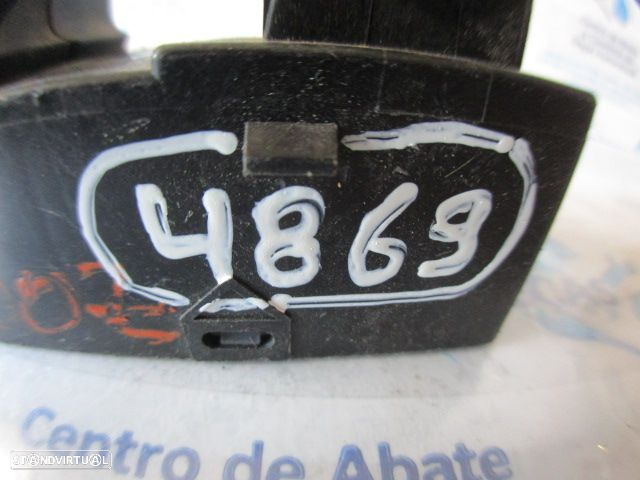 4869
Centro de Abate
STANDVIRTUAL